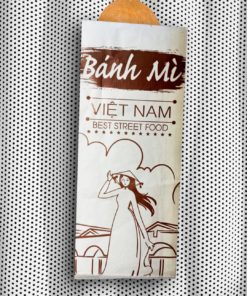 Bánh Mì
VIỆT NAM
BEST STREET FOOD